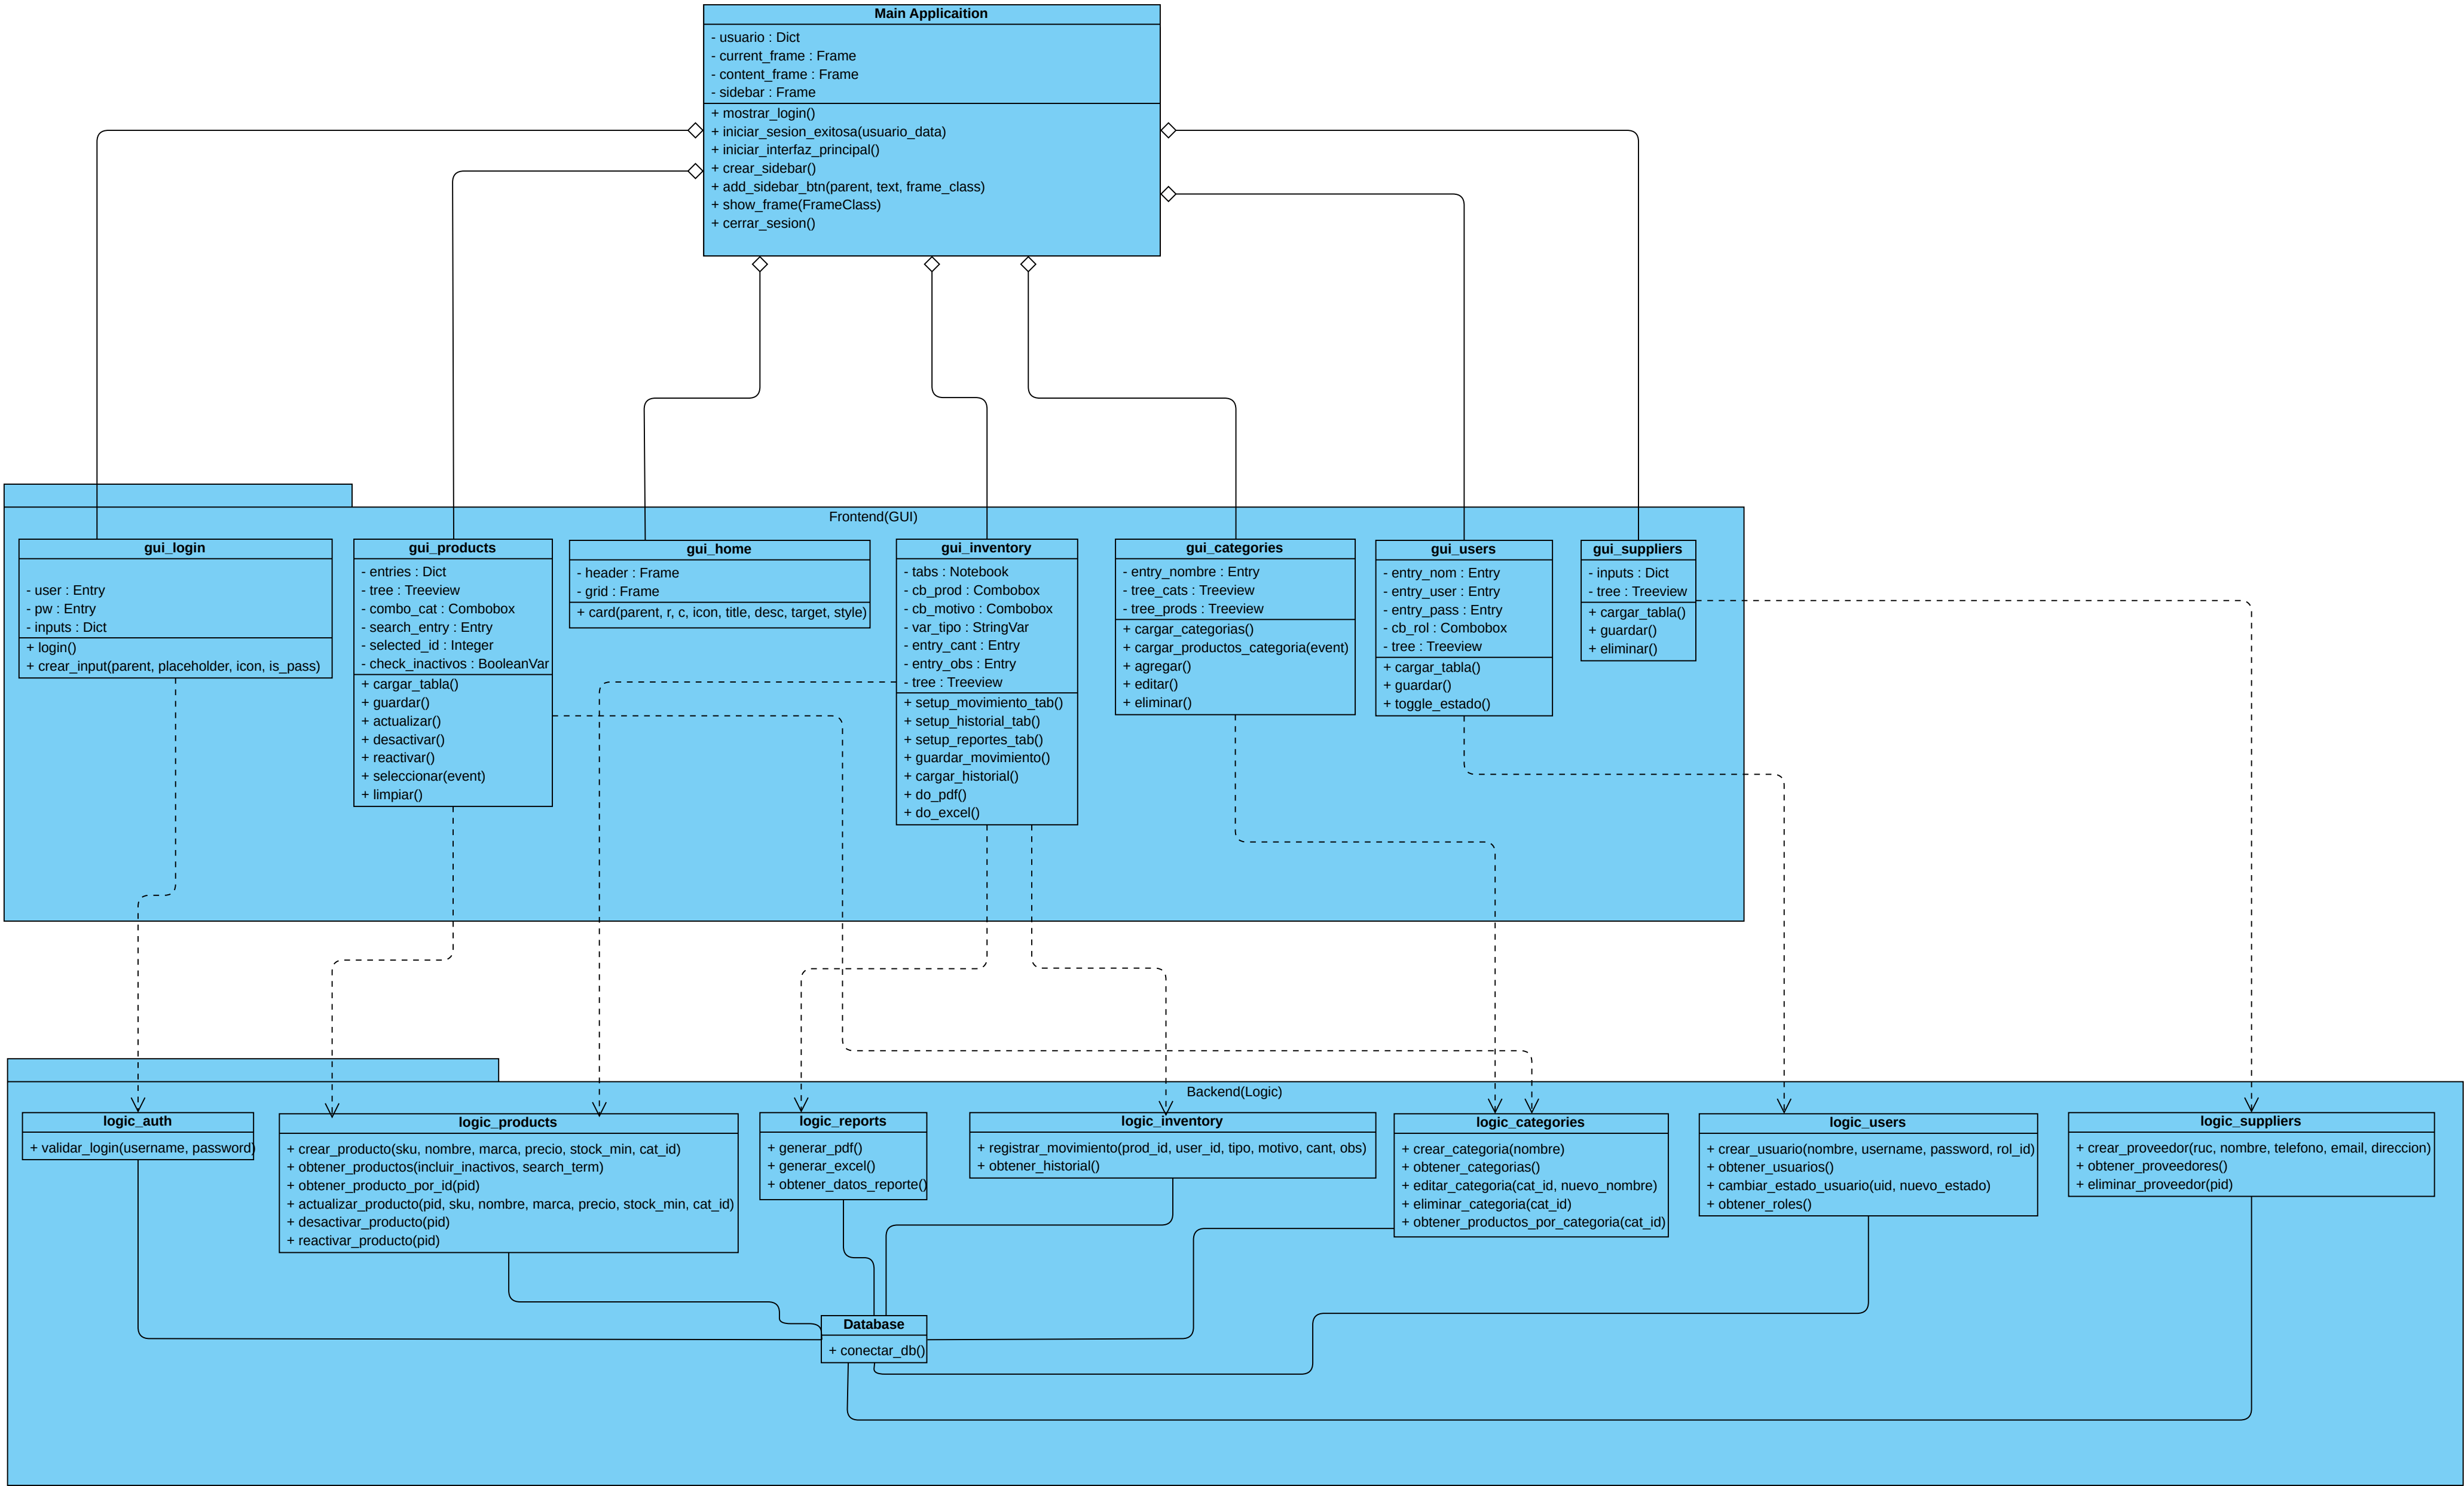 Main Applicaition
- usuario : Dict
- current_frame : Frame
- content_frame : Frame
- sidebar : Frame
+ mostrar_login()
+ iniciar_sesion_exitosa(usuario_data)
+ iniciar_interfaz_principal()
+ crear_sidebar()
+ add_sidebar_btn(parent, text, frame_class)
+ show_frame(FrameClass)
+ cerrar_sesion()
Frontend(GUI)
gui_login
- user : Entry
- pw : Entry
- inputs : Dict
+ login()
+ crear_input(parent, placeholder, icon, is_pass)
gui_products
- entries : Dict
- tree : Treeview
- combo_cat : Combobox
- search_entry : Entry
- selected_id : Integer
- check_inactivos : BooleanVar
+ cargar_tabla()
+ guardar()
+ actualizar()
+ desactivar()
+ reactivar()
+ seleccionar(event)
+ limpiar()
gui_home
- header : Frame
- grid : Frame
+ card(parent, r, c, icon, title, desc, target, style)
gui_inventory
- tabs : Notebook
- cb_prod : Combobox
- cb_motivo : Combobox
- var_tipo : StringVar
- entry_cant : Entry
- entry_obs : Entry
- tree : Treeview
+ setup_movimiento_tab()
+ setup_historial_tab()
+ setup_reportes_tab()
+ guardar_movimiento()
+ cargar_historial()
+ do_pdf()
+ do_excel()
gui_categories
- entry_nombre : Entry
- tree_cats : Treeview
- tree_prods : Treeview
+ cargar_categorias()
+ cargar_productos_categoria(event)
+ agregar()
+ editar()
+ eliminar()
gui_users
- entry_nom : Entry
- entry_user : Entry
- entry_pass : Entry
- cb_rol : Combobox
- tree : Treeview
+ cargar_tabla()
+ guardar()
+ toggle_estado()
gui_suppliers
- inputs : Dict
- tree : Treeview
+ cargar_tabla()
+ guardar()
+ eliminar()
Backend(Logic)
logic_auth
+ validar_login(username, password)
logic_products
+ crear_producto(sku, nombre, marca, precio, stock_min, cat_id)
+ obtener_productos(incluir_inactivos, search_term)
+ obtener_producto_por_id(pid)
+ actualizar_producto(pid, sku, nombre, marca, precio, stock_min, cat_id)
+ desactivar_producto(pid)
+ reactivar_producto(pid)
logic_reports
+ generar_pdf()
+ generar_excel()
+ obtener_datos_reporte()
logic_inventory
+ registrar_movimiento(prod_id, user_id, tipo, motivo, cant, obs)
+ obtener_historial()
logic_categories
+ crear_categoria(nombre)
+ obtener_categorias()
+ editar_categoria(cat_id, nuevo_nombre)
+ eliminar_categoria(cat_id)
+ obtener_productos_por_categoria(cat_id)
logic_users
+ crear_usuario(nombre, username, password, rol_id)
+ obtener_usuarios()
+ cambiar_estado_usuario(uid, nuevo_estado)
+ obtener_roles()
logic_suppliers
+ crear_proveedor(ruc, nombre, telefono, email, direccion)
+ obtener_proveedores()
+ eliminar_proveedor(pid)
Database
+ conectar_db()